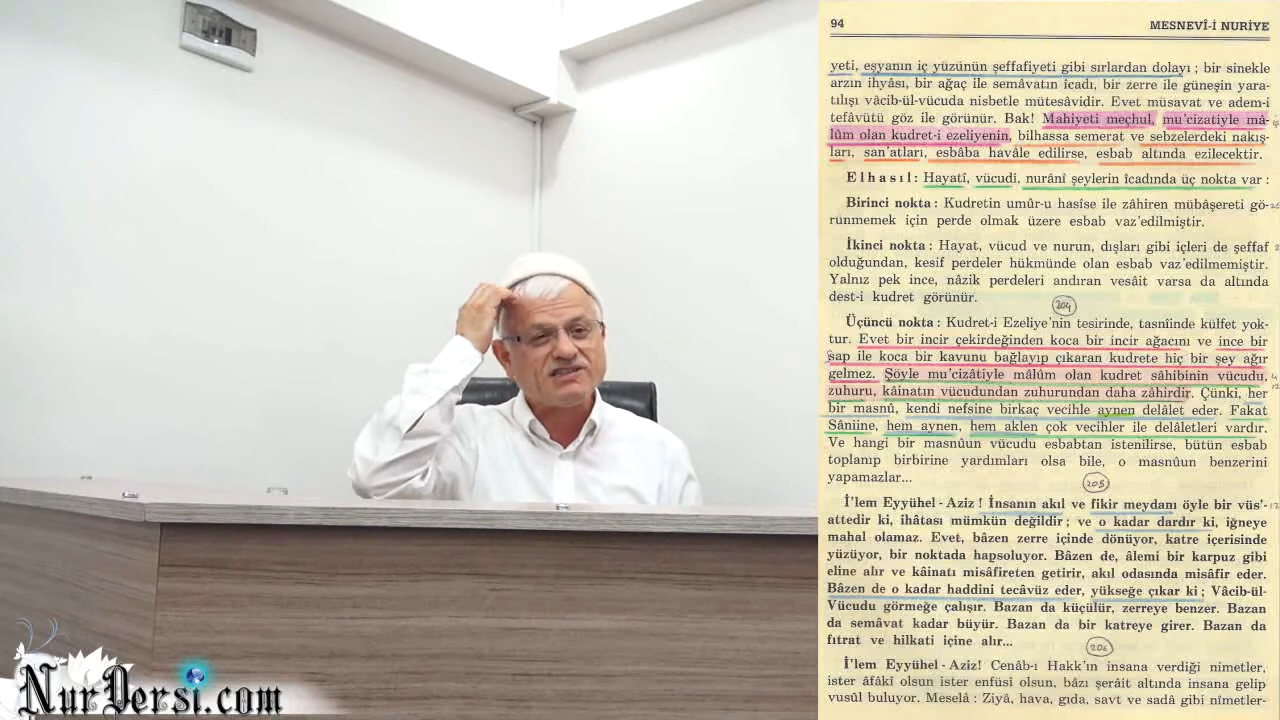 94
MESNEVÎ-İ NURİYE
yeti, eşyanın iç yüzünün şeffafiyeti gibi sırlardan dolayı ; bir sinekle
arzın ihyâsı, bir ağaç ile semâvatın îcadı, bir zerre ile güneşin yara-
tılışı vâcib-ül-vücuda nisbetle mütesâvidir. Evet müsavat ve adem-i
tefâvütü göz ile görünür. Bak! Mahiyeti meçhul, mu'cizatiyle mâ-
lûm olan kudret-i ezeliyenin, bilhassa semerat ve sebzelerdeki nakış-
ları, san'atları, esbâba havâle edilirse, esbab altında ezilecektir.
Elhasıl: Hayatî, vücudî, nurânî şeylerin îcadında üç nokta var :
Birinci nokta : Kudretin umûr-u hasîse ile zâhiren mübâşereti gö-
rünmemek için perde olmak üzere esbab vaz'edilmiştir.
İkinci nokta : Hayat, vücud ve nurun, dışları gibi içleri de şeffaf
olduğundan, kesif perdeler hükmünde olan esbab vaz'edilmemiştir.
Yalnız pek ince, nâzik perdeleri andıran vesâit varsa da altında
dest-i kudret görünür.
204
Üçüncü nokta : Kudret-i Ezeliye'nin tesirinde, tasnîinde külfet yok-
tur. Evet bir incir çekirdeğinden koca bir incir ağacını ve ince bir
sap ile koca bir kavunu bağlayıp çıkaran kudrete hiç bir şey ağır
gelmez. Şöyle mu'cizâtiyle mâlûm olan kudret sâhibinin vücudu,
zuhuru, kâinatın vücudundan zuhurundan daha zâhirdir. Çünki, her
bir masnû, kendi nefsine birkaç vecihle aynen delâlet eder. Fakat
Sâniine, hem aynen, hem aklen çok vecihler ile delâletleri vardır.
Ve hangi bir masnûun vücudu esbabtan istenilirse, bütün esbab
toplanıp birbirine yardımları olsa bile, o masnûun benzerini
yapamazlar...
205
İ'lem Eyyühel - Aziz ! İnsanın akıl ve fikir meydanı öyle bir vüs'-
attedir ki, ihâtası mümkün değildir ; ve o kadar dardır ki, iğneye
mahal olamaz. Evet, bâzen zerre içinde dönüyor, katre içerisinde
yüzüyor, bir noktada hapsoluyor. Bâzen de, âlemi bir karpuz gibi
eline alır ve kâinatı misâfireten getirir, akıl odasında misâfir eder.
Bâzen de o kadar haddini tecâvüz eder, yükseğe çıkar ki ; Vâcib-ül-
Vücudu görmeğe çalışır. Bazan da küçülür, zerreye benzer. Bazan
da semâvat kadar büyür. Bazan da bir katreye girer. Bazan da
fıtrat ve hilkati içine alır...
206
İ'lem Eyyühel - Aziz! Cenâb-ı Hakk'ın insana verdiği nimetler,
ister âfâkî olsun ister enfüsî olsun, bâzı şerâit altında insana gelip
vusûl buluyor. Meselâ : Ziyâ, hava, gıda, savt ve sadâ gibi nîmetler-
NurDersi.com